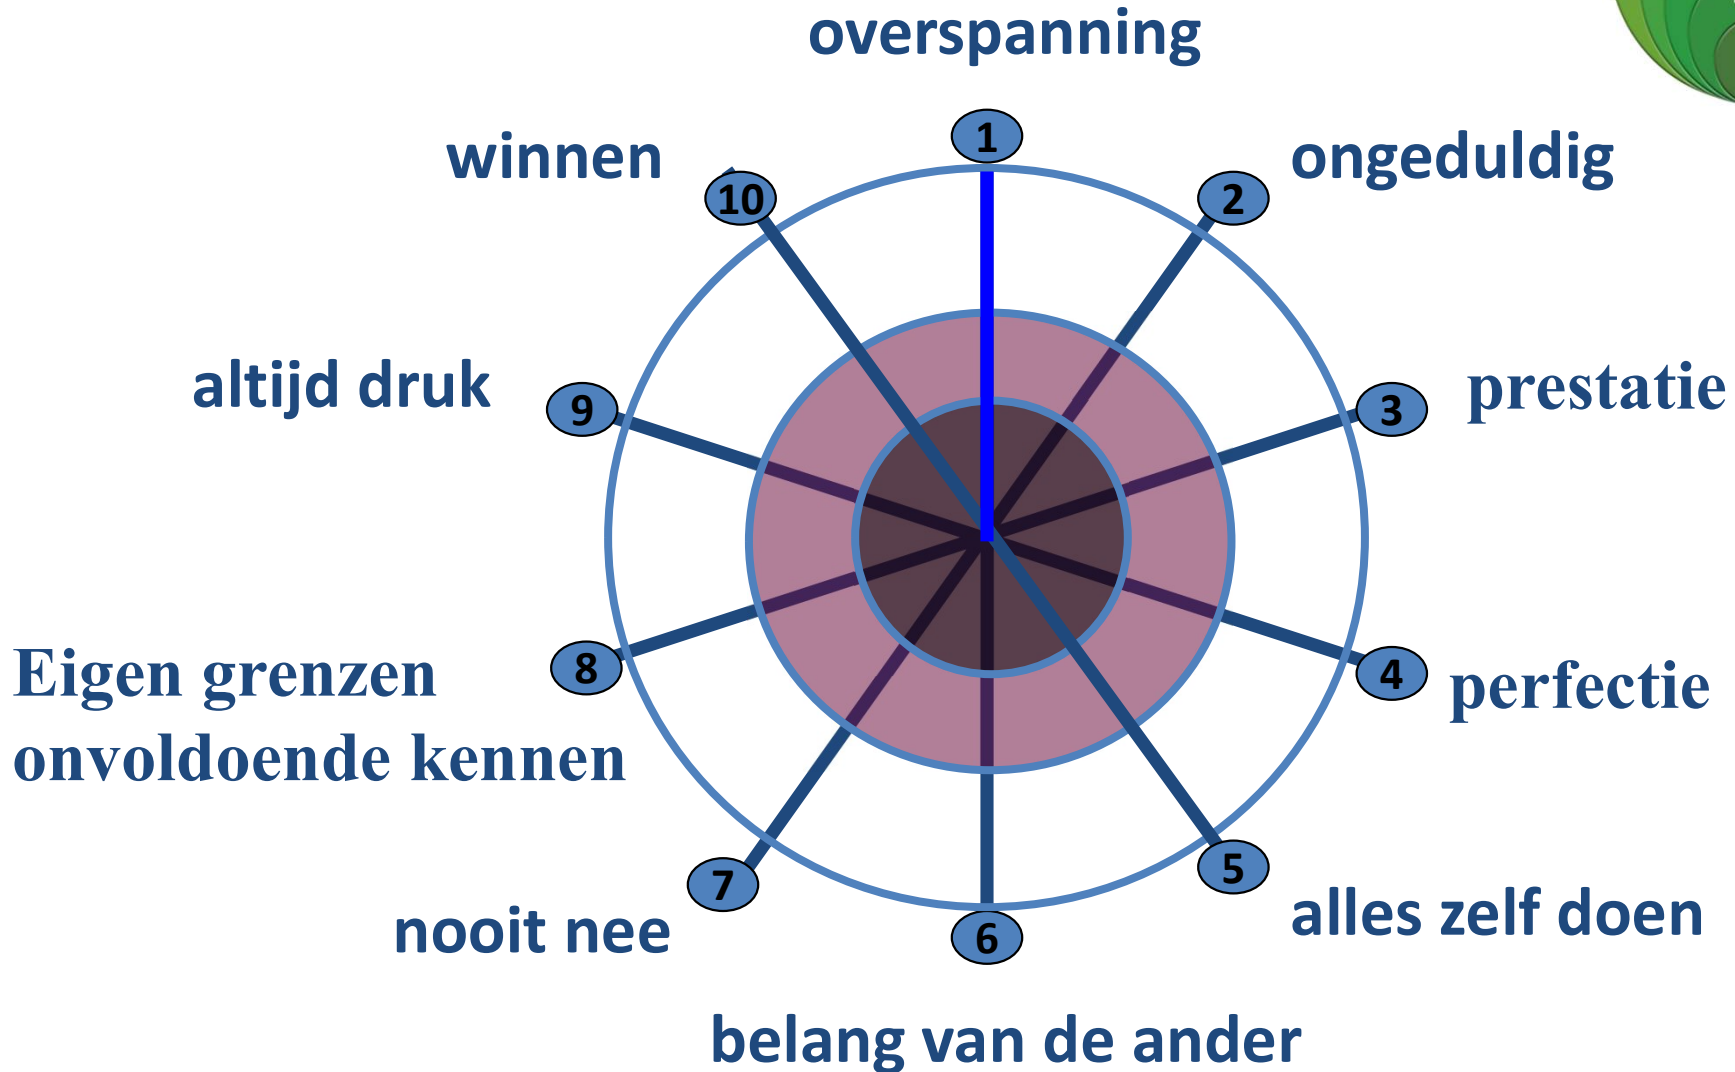 overspanning
1
ongeduldig
2
prestatie
3
perfectie
4
alles zelf doen
5
belang van de ander
6
nooit nee
7
Eigen grenzen
onvoldoende kennen
8
altijd druk
9
winnen
10